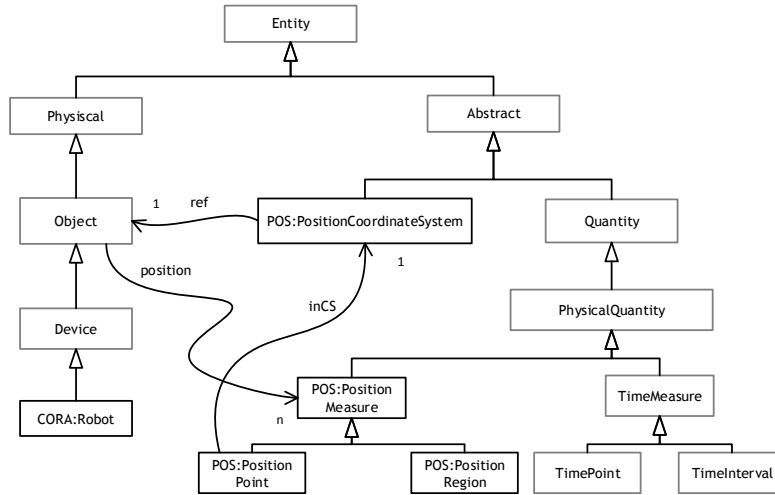 Entity
Physiscal
Abstract
1
ref
Object
POS:PositionCoordinateSystem
Quantity
position
1
inCS
PhysicalQuantity
Device
POS:Position
Measure
TimeMeasure
CORA:Robot
n
POS:Position
Point
POS:Position
Region
TimePoint
TimeInterval